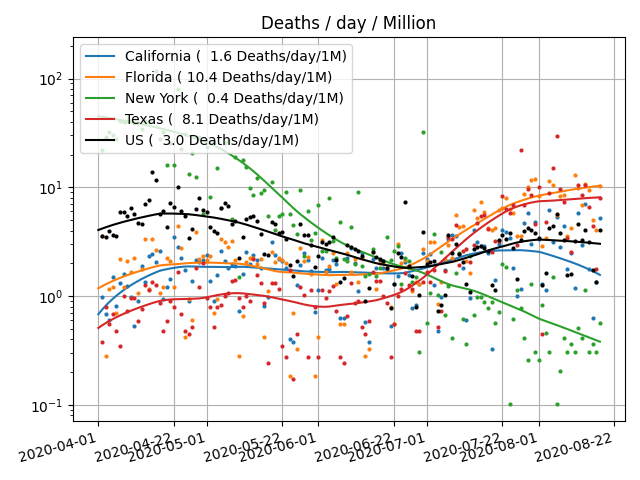 Deaths / day / Million
California (  1.6 Deaths/day/1M)
Florida ( 10.4 Deaths/day/1M)
New York (  0.4 Deaths/day/1M)
Texas (  8.1 Deaths/day/1M)
US (  3.0 Deaths/day/1M)
10²
10¹
10⁰
10⁻¹
2020-04-01
2020-04-22
2020-05-01
2020-05-22
2020-06-01
2020-06-22
2020-07-01
2020-07-22
2020-08-01
2020-08-22